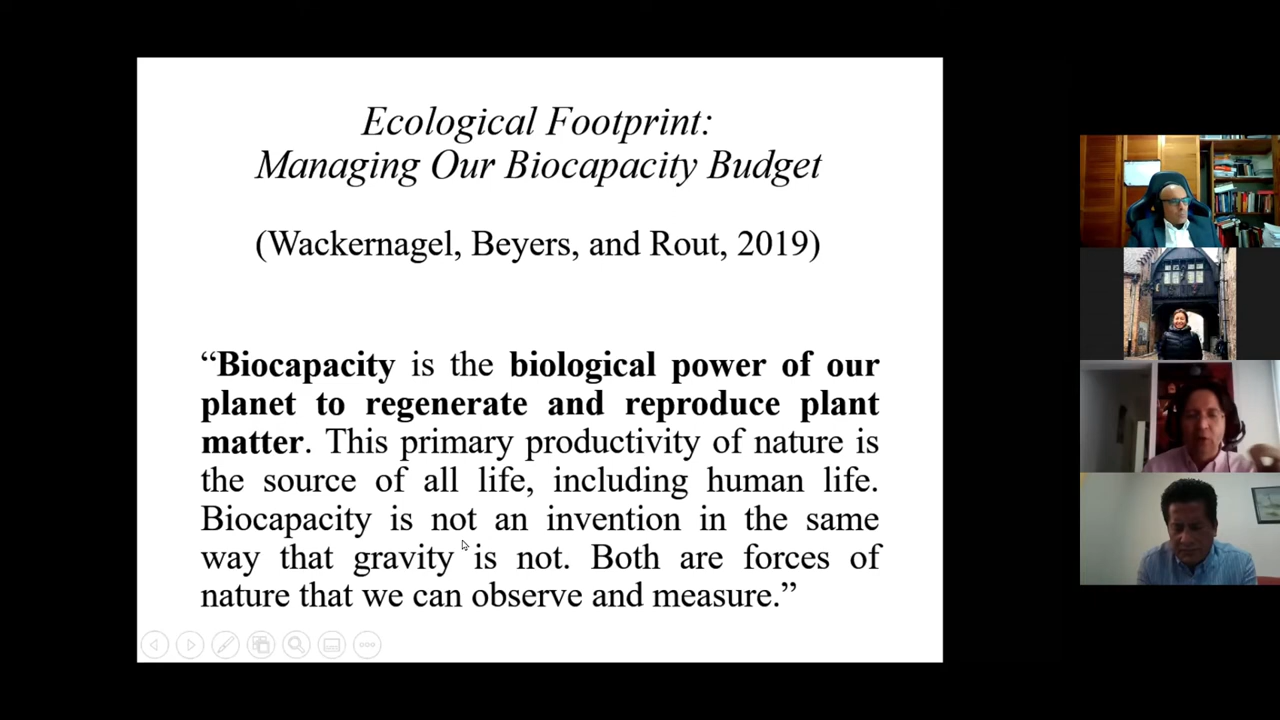 Ecological Footprint:
Managing Our Biocapacity Budget
(Wackernagel, Beyers, and Rout, 2019)
“Biocapacity is the biological power of our
planet to regenerate and reproduce plant
matter. This primary productivity of nature is
the source of all life, including human life.
Biocapacity is not an invention in the same
way that gravity is not. Both are forces of
nature that we can observe and measure.”